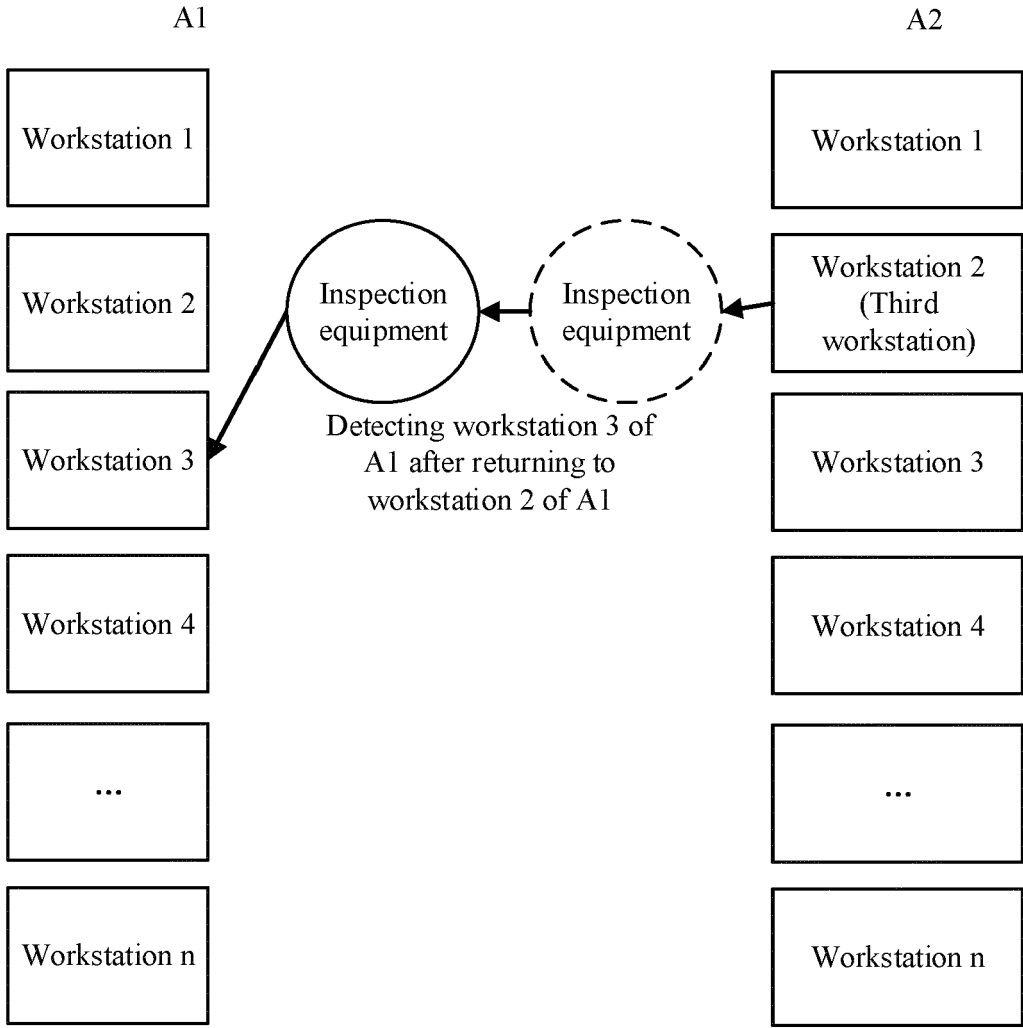 A1
A2
Workstation 1
Workstation 2
Workstation 3
Workstation 4
...
Workstation n
Inspection
equipment
Inspection
equipment
Detecting workstation 3 of
A1 after returning to
workstation 2 of A1
Workstation 1
Workstation 2
(Third
workstation)
Workstation 3
Workstation 4
...
Workstation n